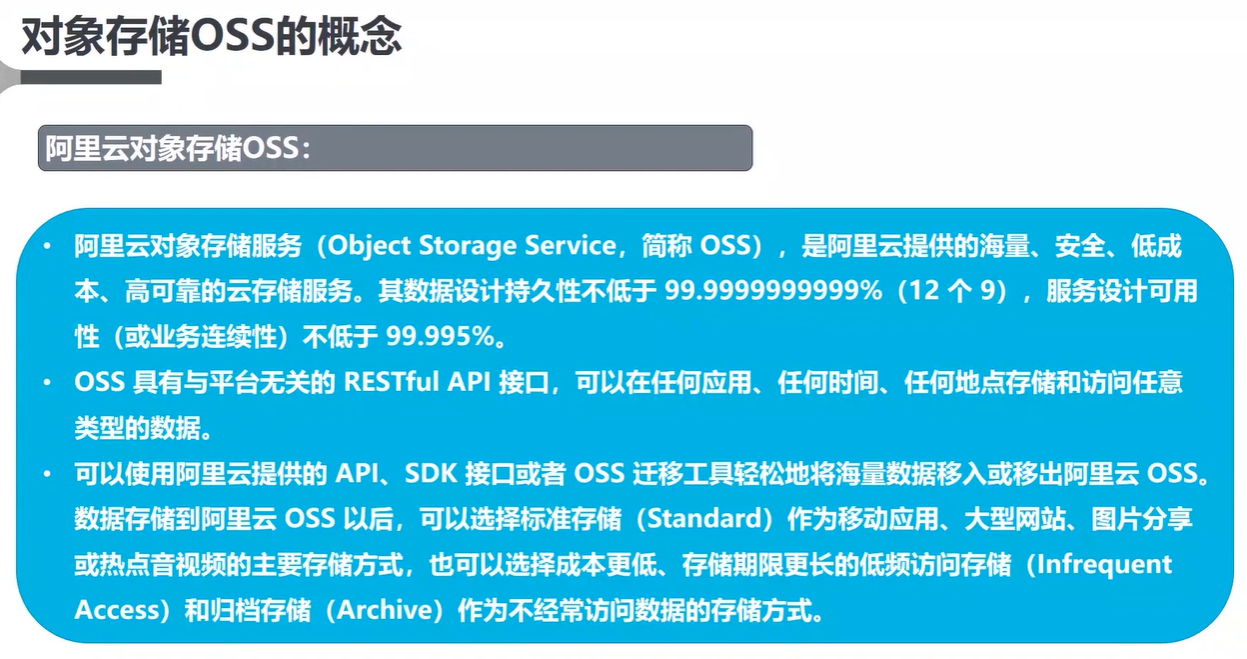 对象存储OSS的概念
阿里云对象存储OSS：
• 阿里云对象存储服务（Object Storage Service，简称 OSS），是阿里云提供的海量、安全、低成
本、高可靠的云存储服务。其数据设计持久性不低于 99.9999999999%（12 个 9），服务设计可用
性（或业务连续性）不低于 99.995%。
• OSS 具有与平台无关的 RESTful API 接口，可以在任何应用、任何时间、任何地点存储和访问任意
类型的数据。
• 可以使用阿里云提供的 API、SDK 接口或者 OSS 迁移工具轻松地将海量数据移入或移出阿里云 OSS。
数据存储到阿里云 OSS 以后，可以选择标准存储（Standard）作为移动应用、大型网站、图片分享
或热点音视频的主要存储方式，也可以选择成本更低、存储期限更长的低频访问存储（Infrequent
Access）和归档存储（Archive）作为不经常访问数据的存储方式。